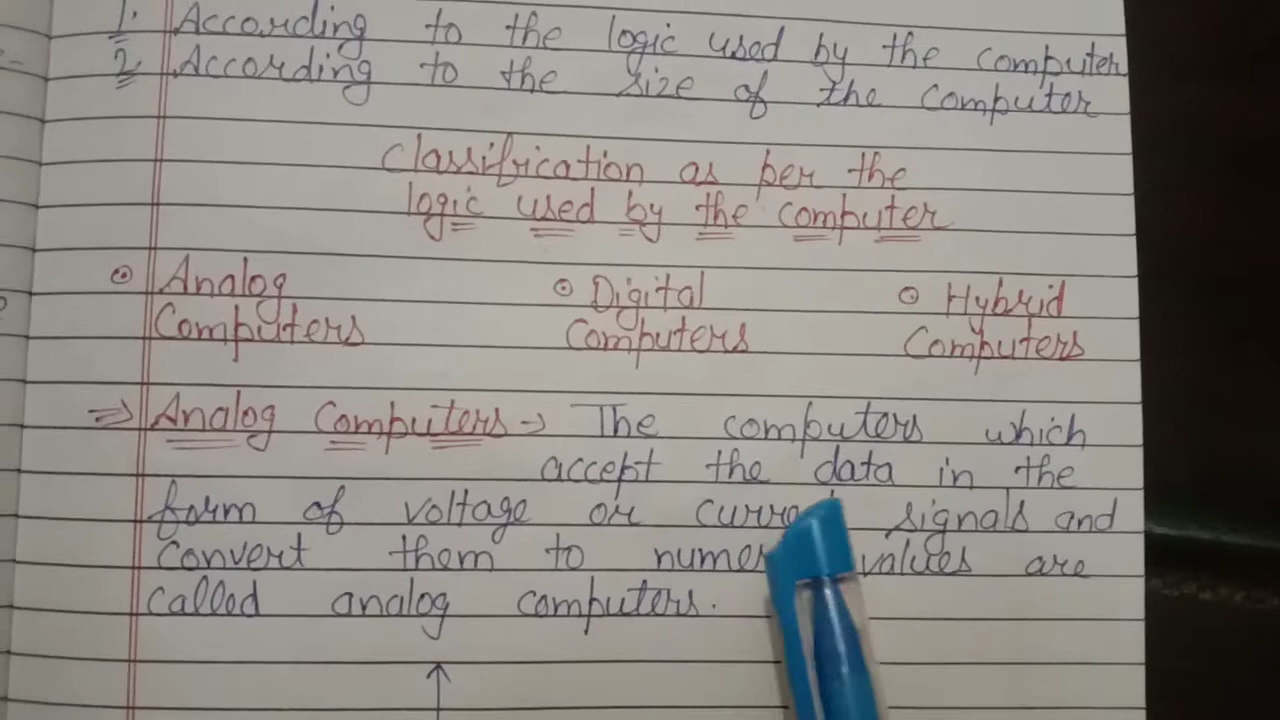 1. According to the logic used by the computer
2. According to the size of the computer
Classification as per the
logic used by the computer
Analog
Computers
Digital
Computers
Hybrid
Computers
⇒ Analog Computers → The computers which
accept the data in the
form of voltage or signals and
convert them to values are
called analog computers.